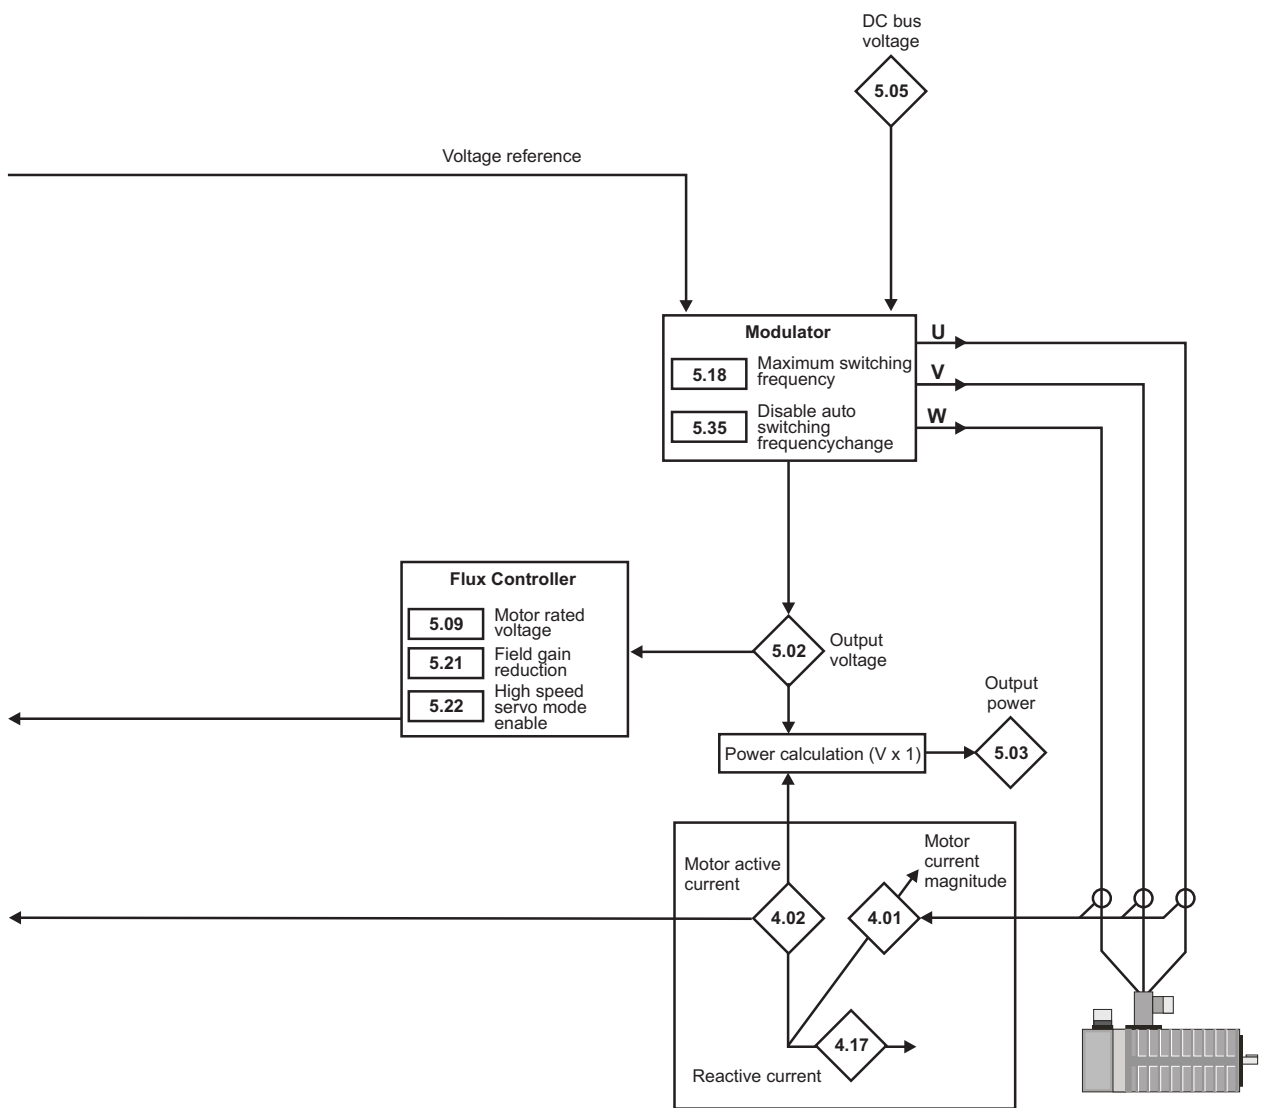 DC bus
voltage
5.05
Voltage reference
Modulator
5.18
Maximum switching
frequency
5.35
Disable auto
switching
frequencychange
U
V
W
Flux Controller
5.09
Motor rated
voltage
5.21
Field gain
reduction
5.22
High speed
servo mode
enable
5.02
Output
voltage
Output
power
Power calculation (V x 1)
5.03
Motor active
current
Motor
current
magnitude
4.02
4.01
4.17
Reactive current